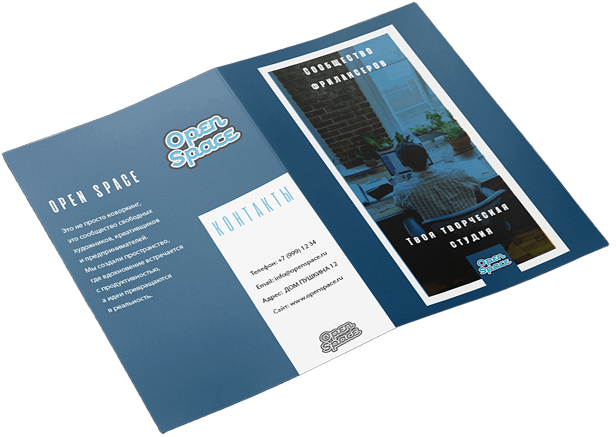 Open
Space
OPEN SPACE
Это не просто коворкинг,
это сообщество свободных
художников, креативщиков
и предпринимателей.
Мы создали пространство,
где вдохновение встречается
с продуктивностью,
а идеи превращаются
в реальность.
КОНТАКТЫ
Телефон: +7 (999) 12 34
Email: info@openspace.ru
Адрес: ДОМ ПУШКИНА 12
Сайт: www.openspace.ru
Open
Space
СООБЩЕСТВО
ФРИЛАНСЕРОВ
ТВОЯ ТВОРЧЕСКАЯ
СТУДИЯ
Open
Space